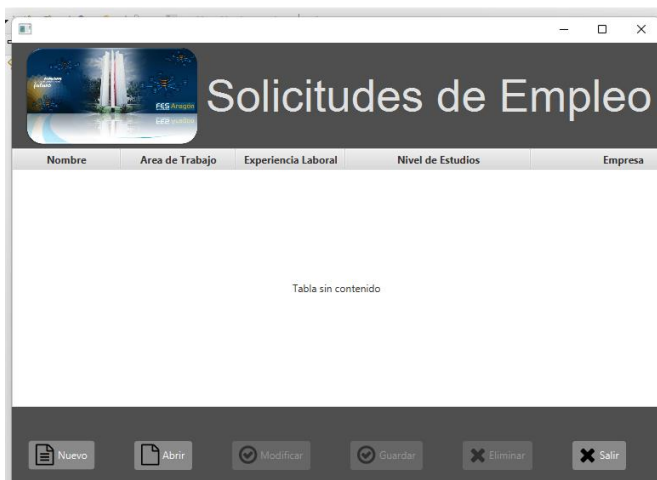 FES Aragón
Solicitudes de Empleo
Nombre Area de Trabajo Experiencia Laboral Nivel de Estudios Empresa
Tabla sin contenido
Nuevo Abrir Modificar Guardar Eliminar Salir